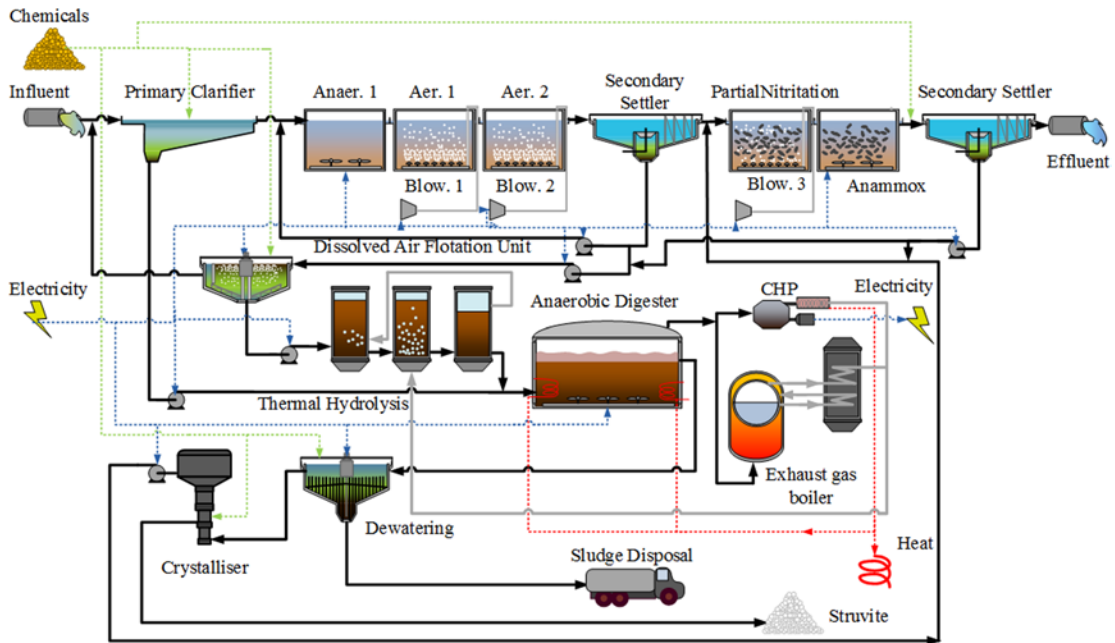 Chemicals
Influent
Primary Clarifier
Anaer. 1
Aer. 1
Aer. 2
Secondary
Settler
PartialNitritation
Secondary Settler
Effluent
Blow. 1
Blow. 2
Blow. 3
Anammox
Dissolved Air Flotation Unit
Electricity
Anaerobic Digester
CHP
Electricity
Thermal Hydrolysis
Exhaust gas
boiler
Dewatering
Crystalliser
Heat
Sludge Disposal
Struvite